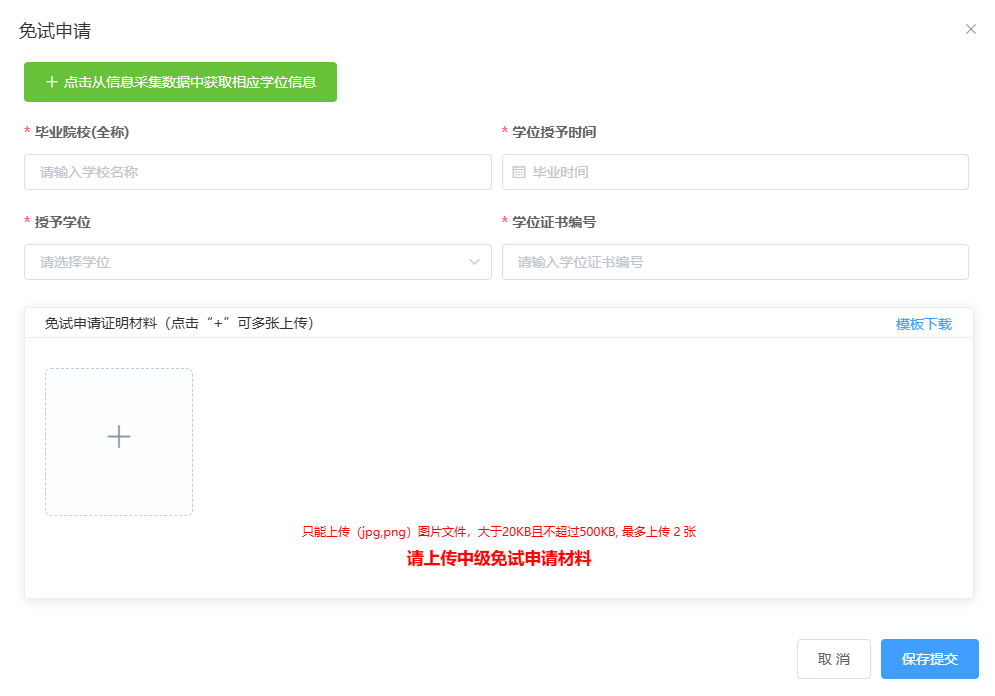 免试申请
点击从信息采集数据中获取相应学位信息
* 毕业院校(全称)
* 学位授予时间
请输入学校名称
毕业时间
* 授予学位
* 学位证书编号
请选择学位
请输入学位证书编号
免试申请证明材料（点击“+”可多张上传）
模板下载
只能上传（jpg,png）图片文件，大于20KB且不超过500KB, 最多上传 2 张
请上传中级免试申请材料
取 消
保存提交